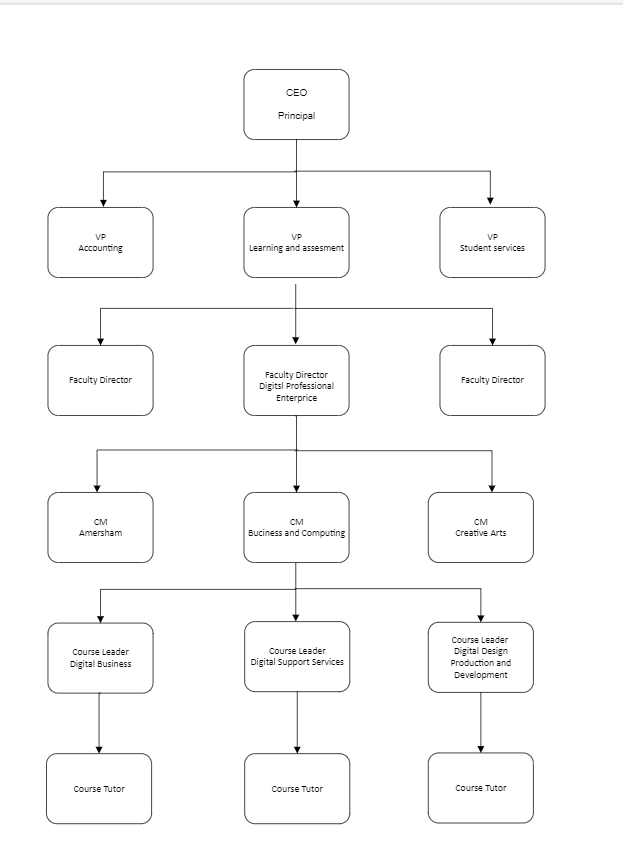 CEO
Principal
VP
Accounting
VP
Learning and assesment
VP
Student services
Faculty Director
Faculty Director
Digitsl Professional
Enterprice
Faculty Director
CM
Amersham
CM
Buciness and Computing
CM
Creative Arts
Course Leader
Digital Business
Course Leader
Digital Support Services
Course Leader
Digital Design
Production and
Development
Course Tutor
Course Tutor
Course Tutor